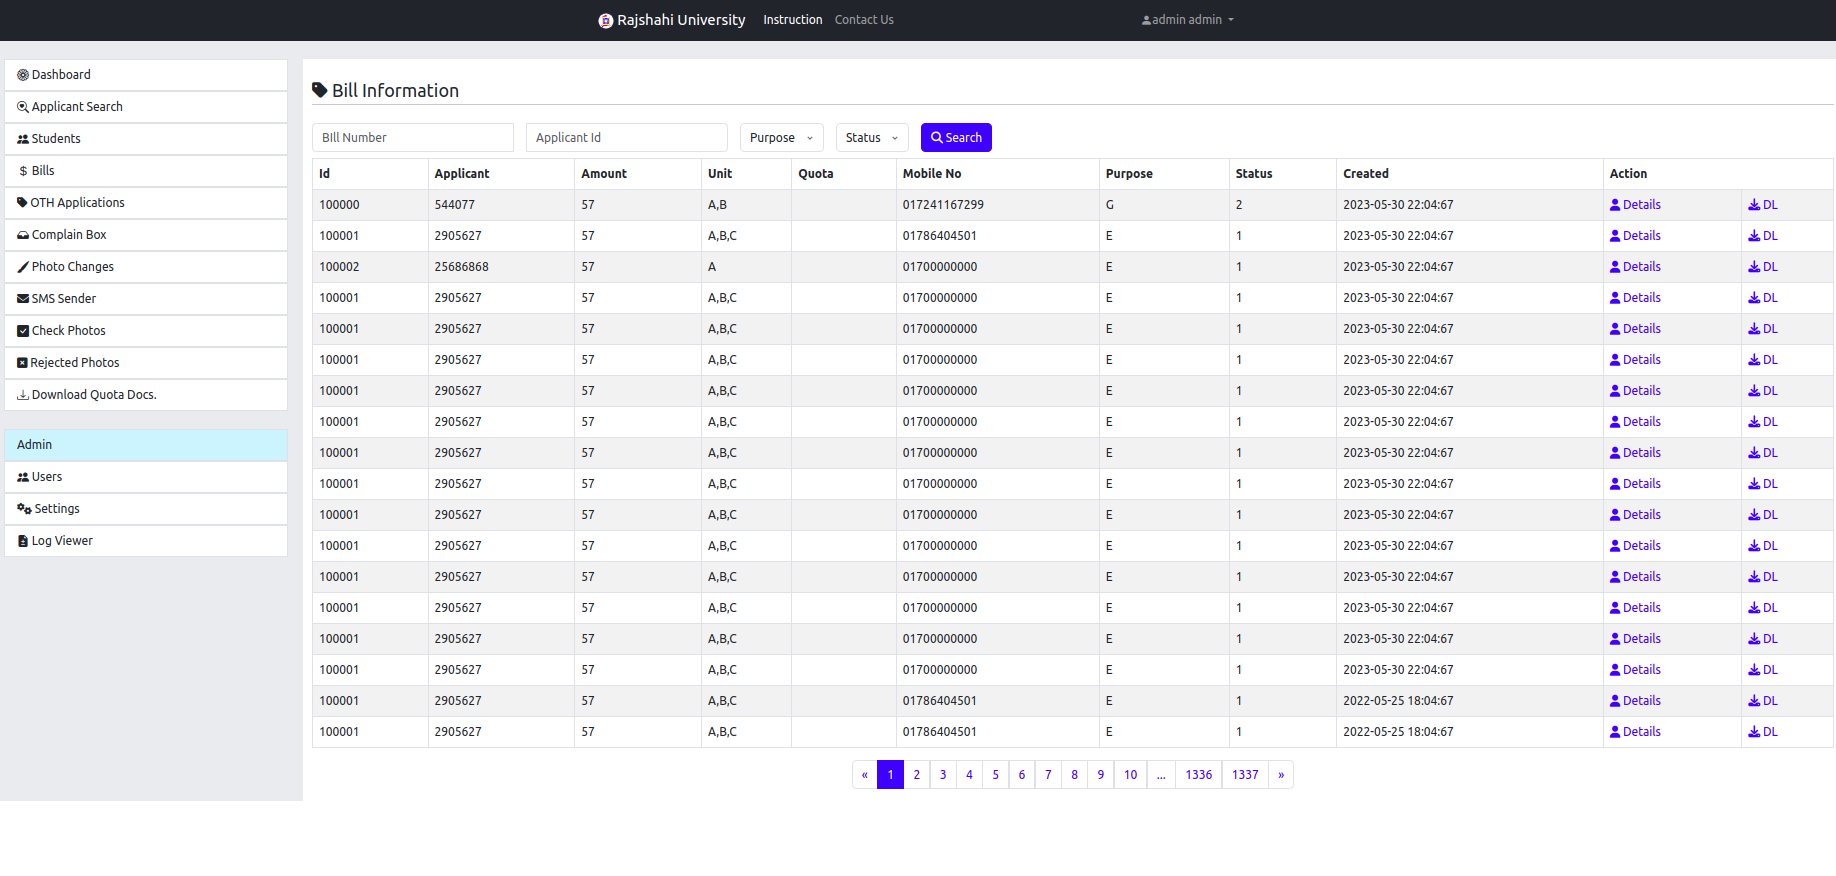 Rajshahi University Instruction Contact Us admin admin
Dashboard
Applicant Search
Students
Bills
OTH Applications
Complain Box
Photo Changes
SMS Sender
Check Photos
Rejected Photos
Download Quota Docs.
Admin
Users
Settings
Log Viewer
Bill Information
BIll Number Applicant Id Purpose Status Search
Id Applicant Amount Unit Quota Mobile No Purpose Status Created Action
100000 544077 57 A,B 017241167299 G 2 2023-05-30 22:04:67 Details DL
100001 2905627 57 A,B,C 01786404501 E 1 2023-05-30 22:04:67 Details DL
100002 25686868 57 A 01700000000 E 1 2023-05-30 22:04:67 Details DL
100001 2905627 57 A,B,C 01700000000 E 1 2023-05-30 22:04:67 Details DL
100001 2905627 57 A,B,C 01700000000 E 1 2023-05-30 22:04:67 Details DL
100001 2905627 57 A,B,C 01700000000 E 1 2023-05-30 22:04:67 Details DL
100001 2905627 57 A,B,C 01700000000 E 1 2023-05-30 22:04:67 Details DL
100001 2905627 57 A,B,C 01700000000 E 1 2023-05-30 22:04:67 Details DL
100001 2905627 57 A,B,C 01700000000 E 1 2023-05-30 22:04:67 Details DL
100001 2905627 57 A,B,C 01700000000 E 1 2023-05-30 22:04:67 Details DL
100001 2905627 57 A,B,C 01700000000 E 1 2023-05-30 22:04:67 Details DL
100001 2905627 57 A,B,C 01700000000 E 1 2023-05-30 22:04:67 Details DL
100001 2905627 57 A,B,C 01700000000 E 1 2023-05-30 22:04:67 Details DL
100001 2905627 57 A,B,C 01700000000 E 1 2023-05-30 22:04:67 Details DL
100001 2905627 57 A,B,C 01700000000 E 1 2023-05-30 22:04:67 Details DL
100001 2905627 57 A,B,C 01700000000 E 1 2023-05-30 22:04:67 Details DL
100001 2905627 57 A,B,C 01786404501 E 1 2022-05-25 18:04:67 Details DL
100001 2905627 57 A,B,C 01786404501 E 1 2022-05-25 18:04:67 Details DL
« 1 2 3 4 5 6 7 8 9 10 ... 1336 1337 »